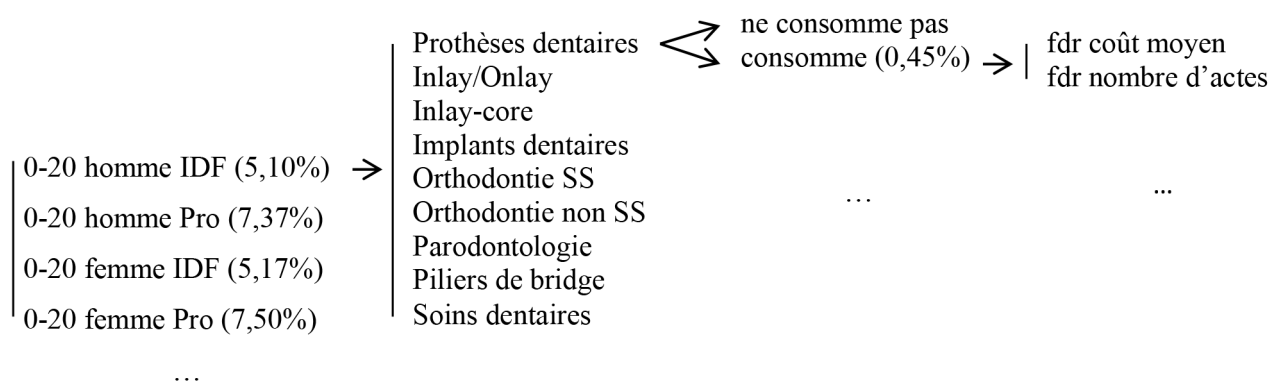 0-20 homme IDF (5,10%)
0-20 homme Pro (7,37%)
0-20 femme IDF (5,17%)
0-20 femme Pro (7,50%)
…
Prothèses dentaires
Inlay/Onlay
Inlay-core
Implants dentaires
Orthodontie SS
Orthodontie non SS
Parodontologie
Piliers de bridge
Soins dentaires
ne consomme pas
consomme (0,45%)
…
fdr coût moyen
fdr nombre d’actes
...